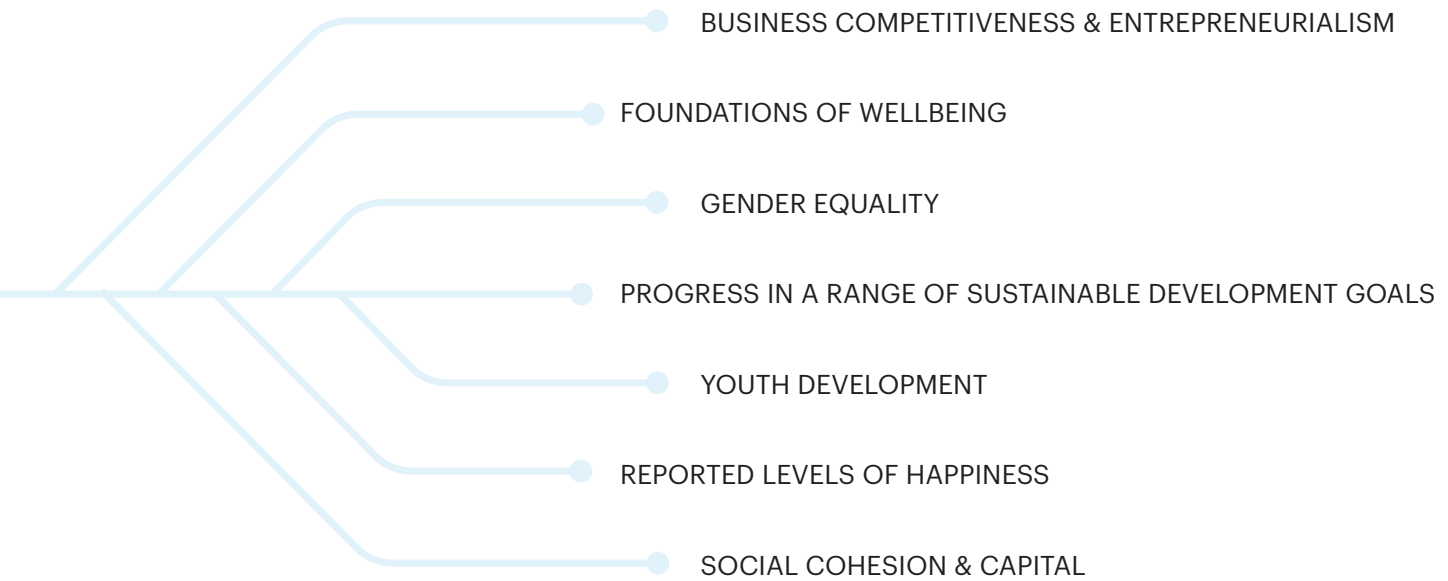 BUSINESS COMPETITIVENESS & ENTREPRENEURIALISM
FOUNDATIONS OF WELLBEING
GENDER EQUALITY
PROGRESS IN A RANGE OF SUSTAINABLE DEVELOPMENT GOALS
YOUTH DEVELOPMENT
REPORTED LEVELS OF HAPPINESS
SOCIAL COHESION & CAPITAL